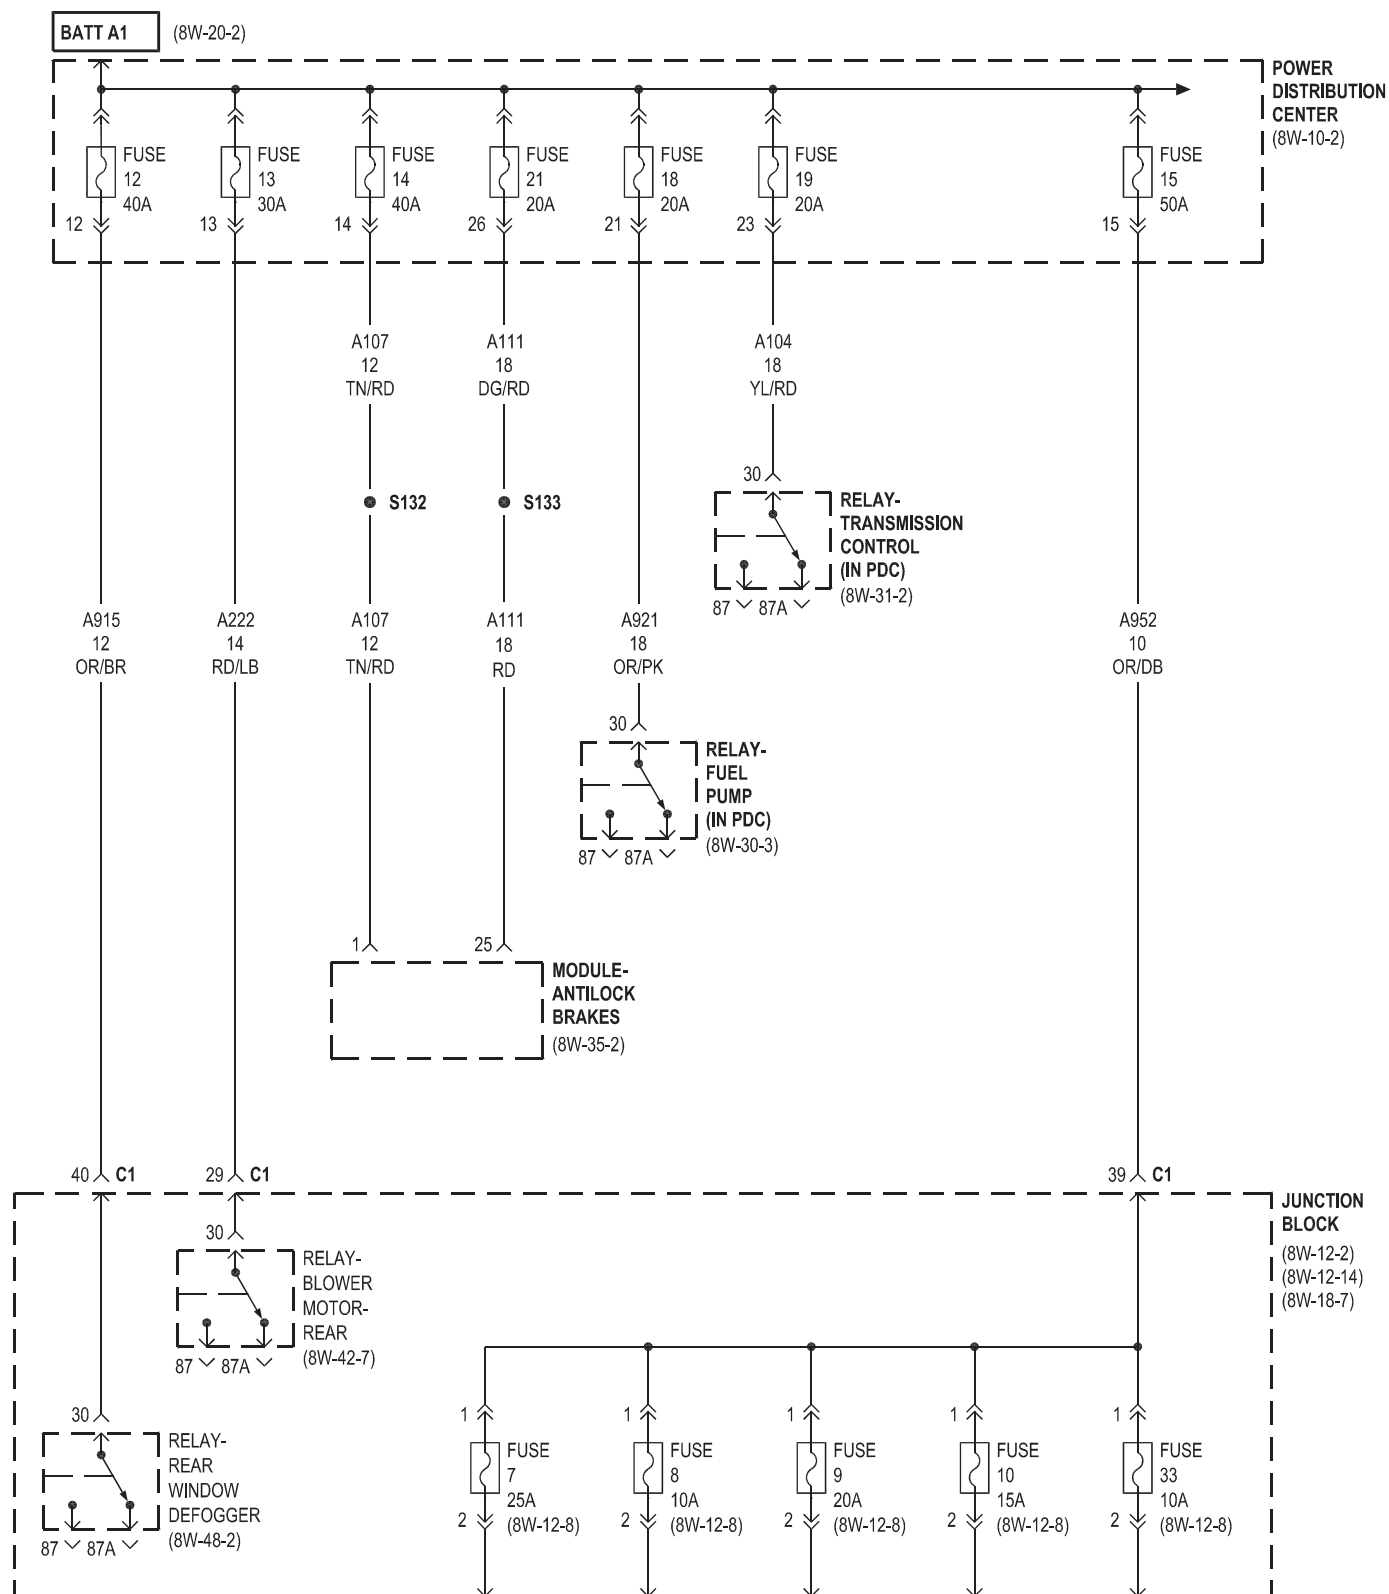 BATT A1 (8W-20-2)
POWER
DISTRIBUTION
CENTER
(8W-10-2)
FUSE
12
40A
12
FUSE
13
30A
13
FUSE
14
40A
14
FUSE
21
20A
26
FUSE
18
20A
21
FUSE
19
20A
23
FUSE
15
50A
15
A107
12
TN/RD
A111
18
DG/RD
A104
18
YL/RD
S132
S133
30
RELAY-
TRANSMISSION
CONTROL
(IN PDC)
(8W-31-2)
87 87A
A915
12
OR/BR
A222
14
RD/LB
A107
12
TN/RD
A111
18
RD
A921
18
OR/PK
A952
10
OR/DB
30
RELAY-
FUEL
PUMP
(IN PDC)
(8W-30-3)
87 87A
1
25
MODULE-
ANTILOCK
BRAKES
(8W-35-2)
40 C1
29 C1
39 C1
JUNCTION
BLOCK
(8W-12-2)
(8W-12-14)
(8W-18-7)
30
RELAY-
BLOWER
MOTOR-
REAR
(8W-42-7)
87 87A
30
RELAY-
REAR
WINDOW
DEFOGGER
(8W-48-2)
87 87A
1
FUSE
7
25A
2 (8W-12-8)
1
FUSE
8
10A
2 (8W-12-8)
1
FUSE
9
20A
2 (8W-12-8)
1
FUSE
10
15A
2 (8W-12-8)
1
FUSE
33
10A
2 (8W-12-8)